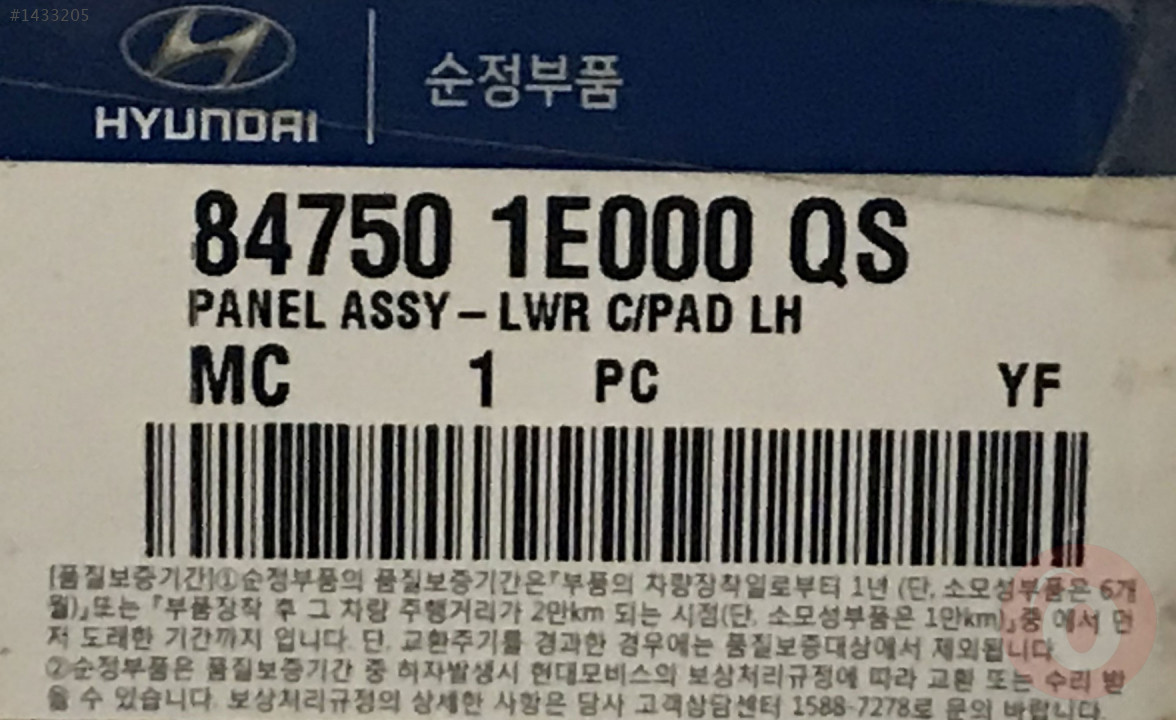 #1433205
HYUNDAI 순정부품
84750 1E000 QS
PANEL ASSY-LWR C/PAD LH
MC 1 PC YF
[품질보증기간]①순정부품의 품질보증기간은『부품의 차량장착일로부터 1년 (단, 소모성부품은 6개
월)』또는 『부품장착 후 그 차량 주행거리가 2만km 되는 시점(단, 소모성부품은 1만km)』중 에서 먼
저 도래한 기간까지 입니다. 단, 교환주기를 경과한 경우에는 품질보증대상에서 제외됩니다.
②순정부품은 품질보증기간 중 하자발생시 현대모비스의 보상처리규정에 따라 교환 또는 수리 받
을 수 있습니다. 보상처리규정의 상세한 사항은 당사 고객상담센터 1588-7278로 문의 바랍니다.